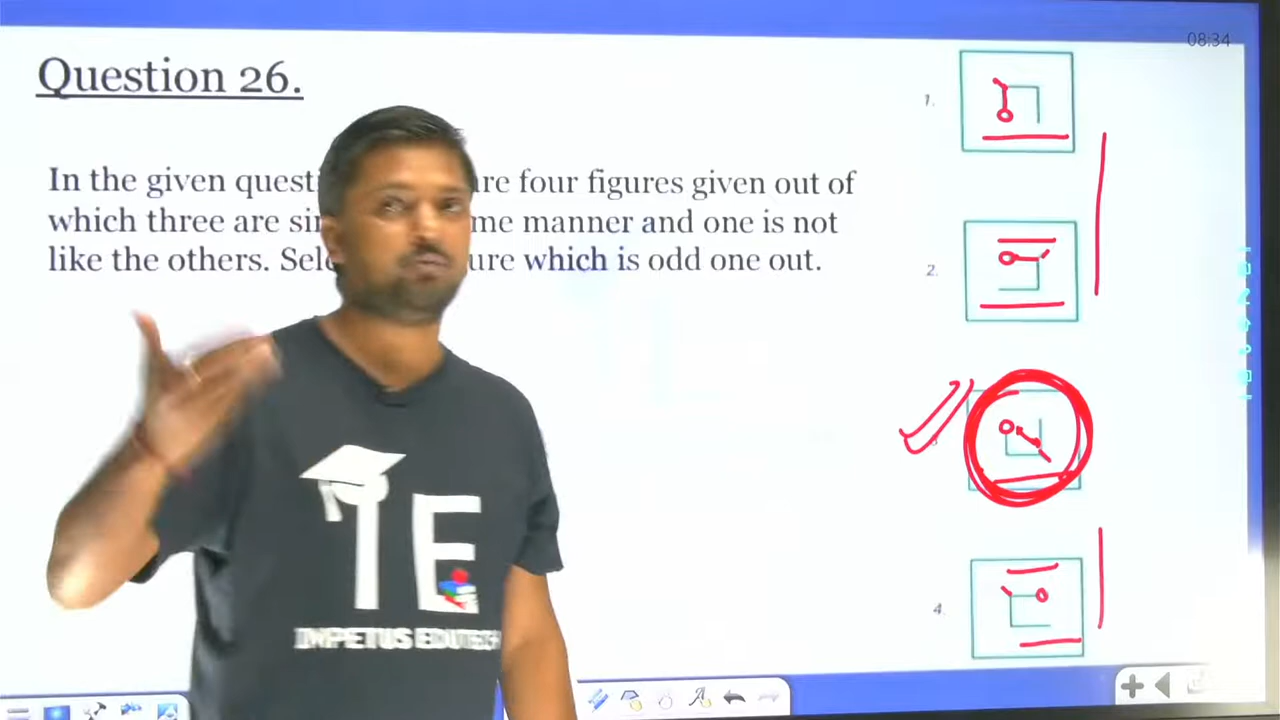 08:34
Question 26.
In the given quest are four figures given out of
which three are sim me manner and one is not
like the others. Sele ure which is odd one out.
1.
2.
4.
IE
IMPETUS EDUTECH